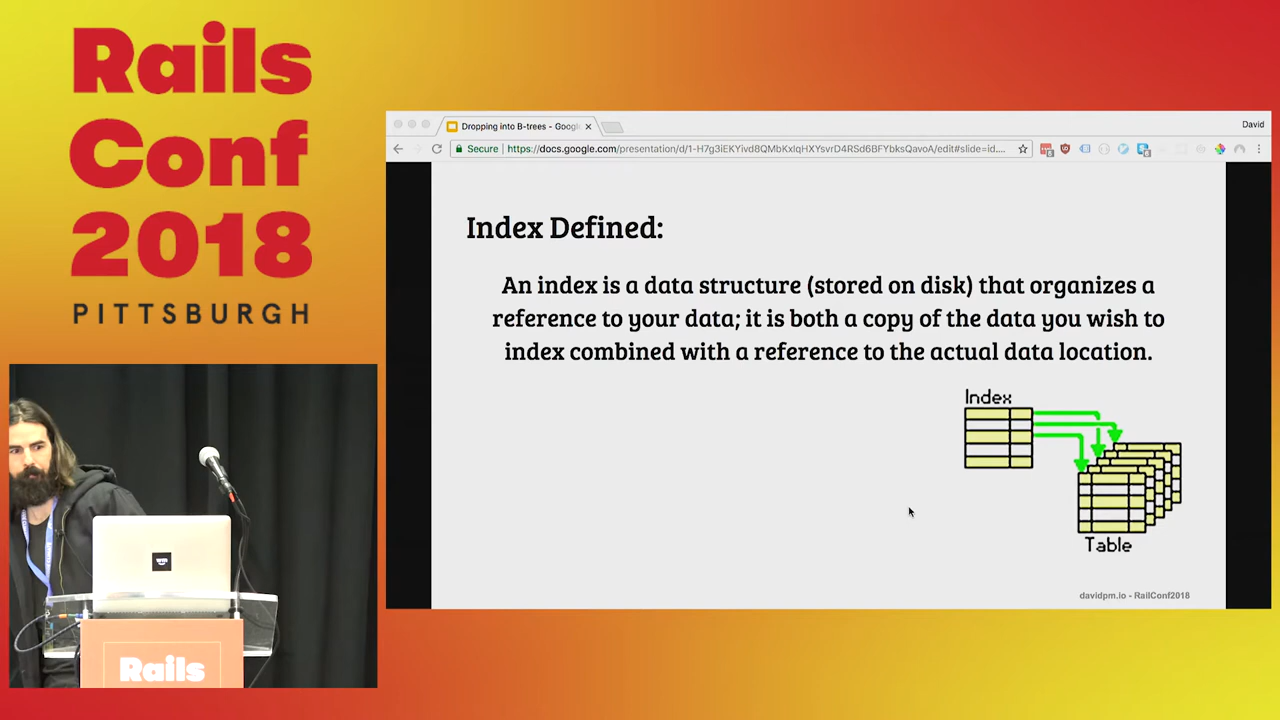 Rails
Conf
2018
PITTSBURGH
Dropping into B-trees - Goog
David
Secure
https://docs.google.com/presentation/d/1-H7g3iEKYivd8QMbKxlqHXYsvrD4RSd6BFYbksQavoA/edit#slide=id....
Index Defined:
An index is a data structure (stored on disk) that organizes a
reference to your data; it is both a copy of the data you wish to
index combined with a reference to the actual data location.
Index
Table
davidpm.io - RailConf2018
wm
Rails